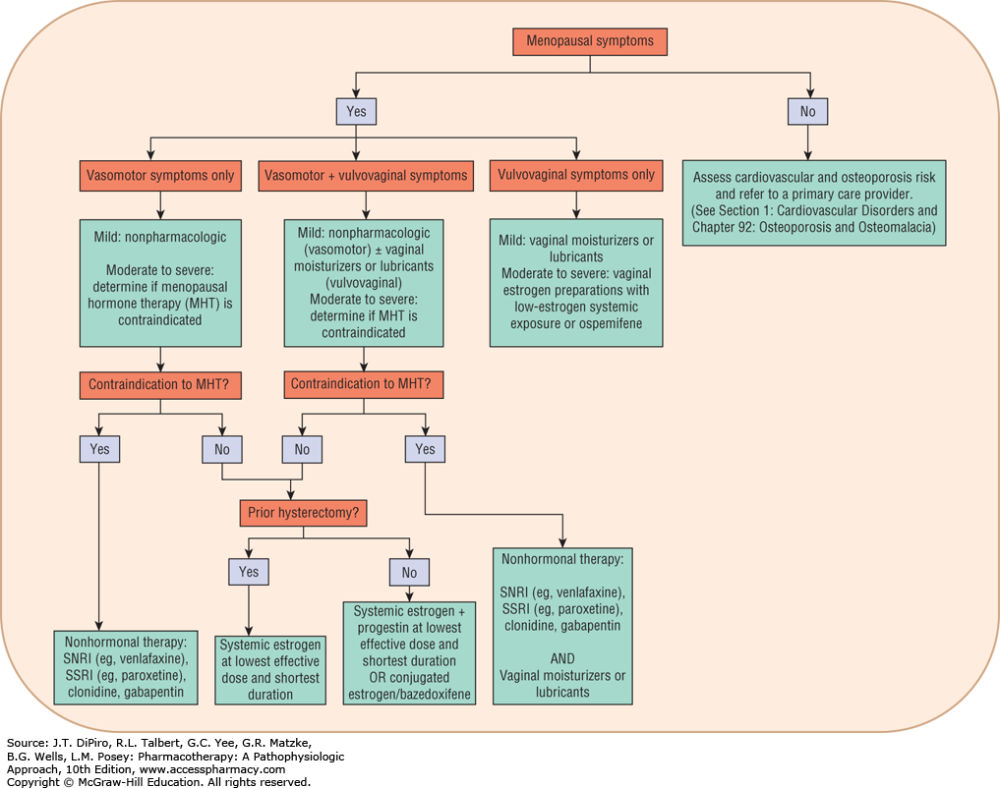 Menopausal symptoms
Yes
No
Vasomotor symptoms only
Vasomotor + vulvovaginal symptoms
Vulvovaginal symptoms only
Assess cardiovascular and osteoporosis risk
and refer to a primary care provider.
(See Section 1: Cardiovascular Disorders and
Chapter 92: Osteoporosis and Osteomalacia)
Mild: nonpharmacologic
Moderate to severe:
determine if menopausal
hormone therapy (MHT) is
contraindicated
Mild: nonpharmacologic
(vasomotor) ± vaginal
moisturizers or lubricants
(vulvovaginal)
Moderate to severe:
determine if MHT is
contraindicated
Mild: vaginal moisturizers or
lubricants
Moderate to severe: vaginal
estrogen preparations with
low-estrogen systemic
exposure or ospemifene
Contraindication to MHT?
Contraindication to MHT?
Yes
No
No
Yes
Prior hysterectomy?
Yes
No
Nonhormonal therapy:
SNRI (eg, venlafaxine),
SSRI (eg, paroxetine),
clonidine, gabapentin
Systemic estrogen
at lowest effective
dose and shortest
duration
Systemic estrogen +
progestin at lowest
effective dose and
shortest duration
OR conjugated
estrogen/bazedoxifene
Nonhormonal therapy:
SNRI (eg, venlafaxine),
SSRI (eg, paroxetine),
clonidine, gabapentin
AND
Vaginal moisturizers or
lubricants
Source: J.T. DiPiro, R.L. Talbert, G.C. Yee, G.R. Matzke,
B.G. Wells, L.M. Posey: Pharmacotherapy: A Pathophysiologic
Approach, 10th Edition, www.accesspharmacy.com
Copyright © McGraw-Hill Education. All rights reserved.